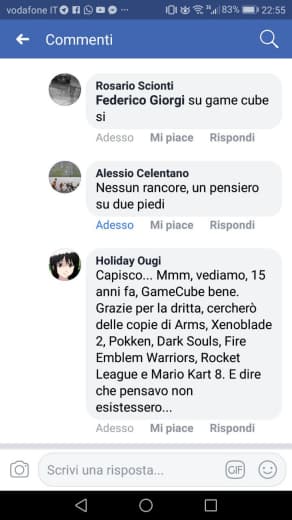 vodafone IT
83% 22:55
Commenti
Rosario Scionti
Federico Giorgi su game cube
si
Adesso Mi piace Rispondi
Alessio Celentano
Nessun rancore, un pensiero
su due piedi
Adesso Mi piace Rispondi
Holiday Ougi
Capisco... Mmm, vediamo, 15
anni fa, GameCube bene.
Grazie per la dritta, cercherò
delle copie di Arms, Xenoblade
2, Pokken, Dark Souls, Fire
Emblem Warriors, Rocket
League e Mario Kart 8. E dire
che pensavo non
esistessero...
Adesso Mi piace Rispondi
Scrivi una risposta...
GIF